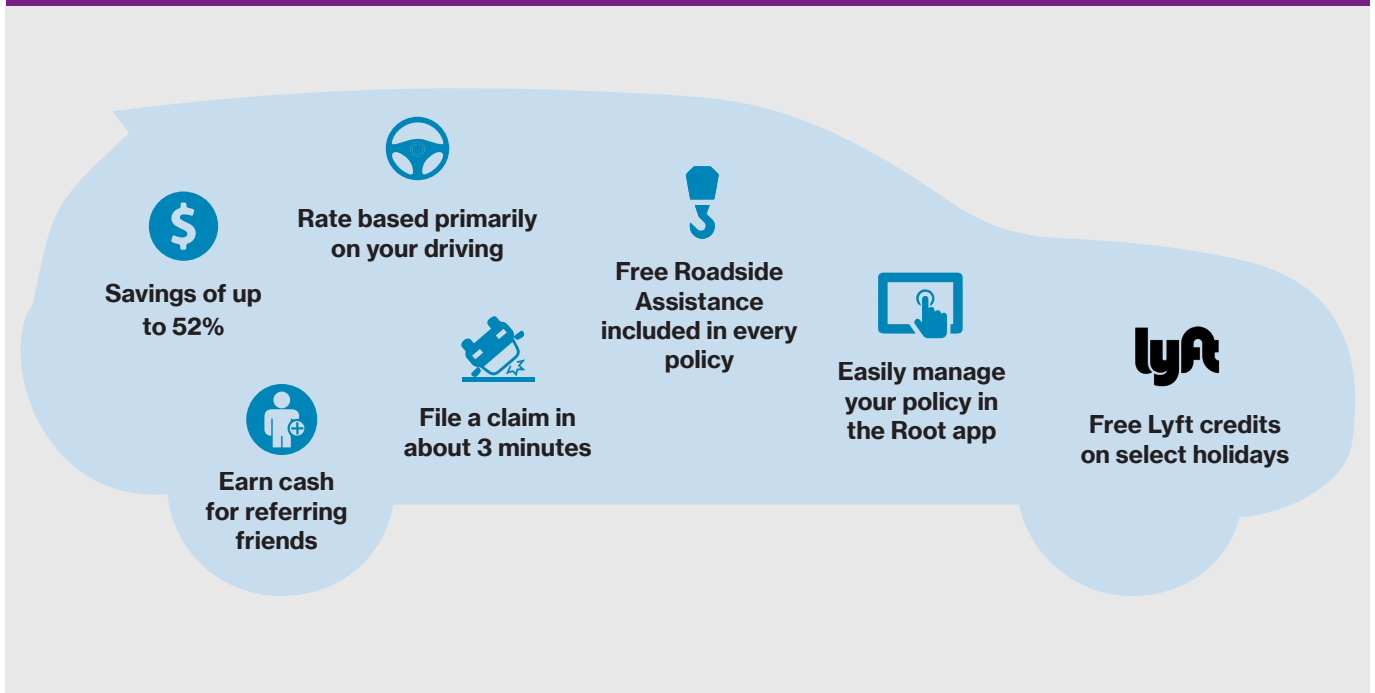 Rate based primarily
on your driving
Savings of up
to 52%
Free Roadside
Assistance
included in every
policy
Easily manage
your policy in
the Root app
lyft
Free Lyft credits
on select holidays
File a claim in
about 3 minutes
Earn cash
for referring
friends